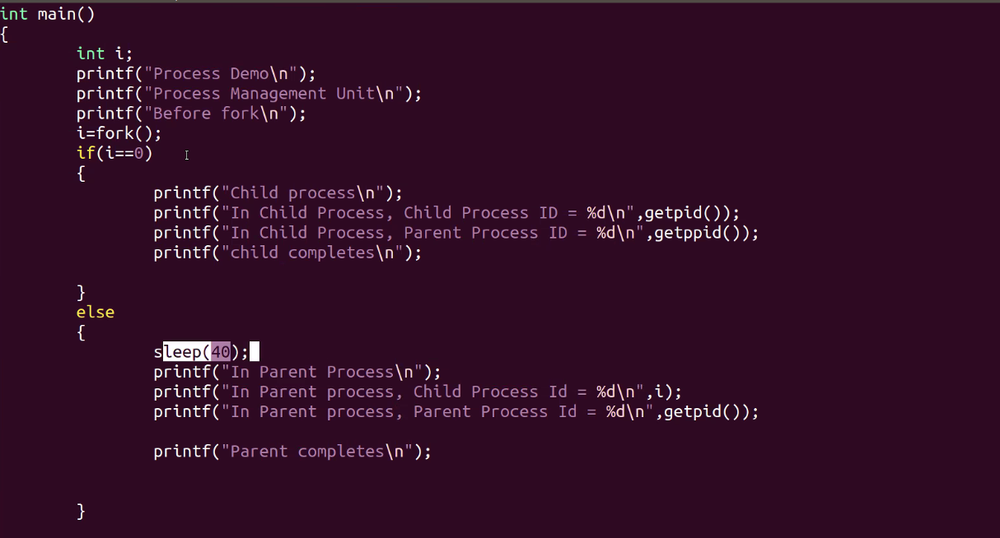 int main()
{
int i;
printf("Process Demo\n");
printf("Process Management Unit\n");
printf("Before fork\n");
i=fork();
if(i==0)
{
printf("Child process\n");
printf("In Child Process, Child Process ID = %d\n",getpid());
printf("In Child Process, Parent Process ID = %d\n",getppid());
printf("child completes\n");
}
else
{
sleep(40);
printf("In Parent Process\n");
printf("In Parent process, Child Process Id = %d\n",i);
printf("In Parent process, Parent Process Id = %d\n",getpid());
printf("Parent completes\n");
}